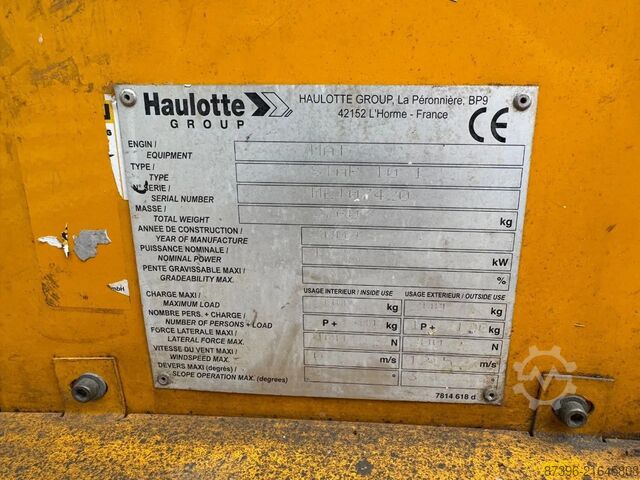 Haulotte
GROUP
HAULOTTE GROUP, La Péronnière, BP9
42152 L'Horme - France
CE
ENGIN /
EQUIPMENT
TYPE /
TYPE
N° SERIE /
SERIAL NUMBER
MASSE /
TOTAL WEIGHT
kg
ANNEE DE CONSTRUCTION /
YEAR OF MANUFACTURE
PUISSANCE NOMINALE /
NOMINAL POWER
kW
PENTE GRAVISSABLE MAXI /
GRADEABILITY MAX.
%
USAGE INTERIEUR / INSIDE USE
USAGE EXTERIEUR / OUTSIDE USE
CHARGE MAXI /
MAXIMUM LOAD
kg
kg
NOMBRE PERS. + CHARGE /
NUMBER OF PERSONS + LOAD
P + kg
P + kg
FORCE LATERALE MAXI /
LATERAL FORCE MAX.
N
N
VITESSE DU VENT MAXI /
WINDSPEED MAX.
m/s
m/s
DEVERS MAXI (degrés) /
SLOPE OPERATION MAX. (degrees)
°
°
7814 618 d
87396-21646808